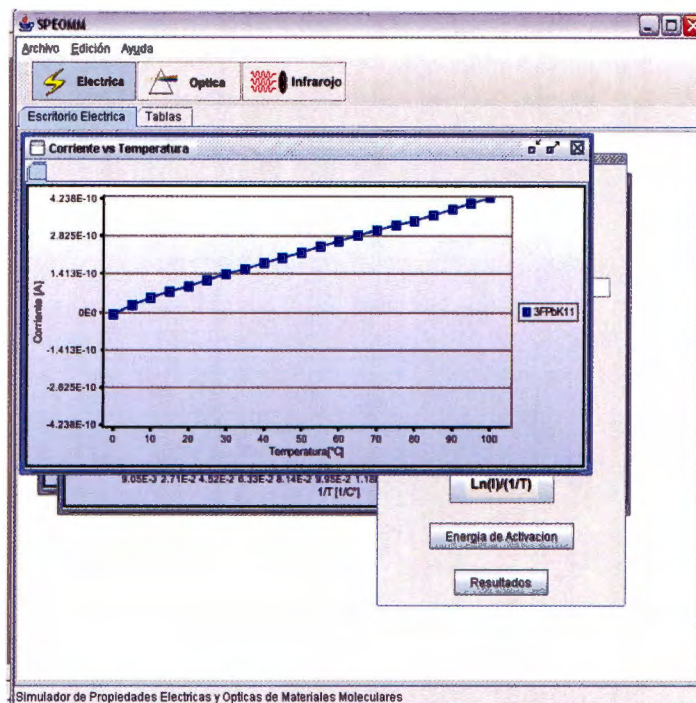 SPEOMM
Archivo Edición Ayuda
Electrica Optica Infrarojo
Escritorio Electrica Tablas
Corriente vs Temperatura
4.238E-10
2.825E-10
1.413E-10
0E0
-1.413E-10
-2.825E-10
-4.238E-10
Corriente [A]
3FPbK11
0 10 20 30 40 50 60 70 80 90 100
Temperatura[°C]
9.05E-3 2.71E-2 4.52E-2 6.33E-2 8.14E-2 9.95E-2
1/T [1/C°]
Ln(I)/(1/T)
Energia de Activacion
Resultados
Simulador de Propiedades Electricas y Opticas de Materiales Moleculares